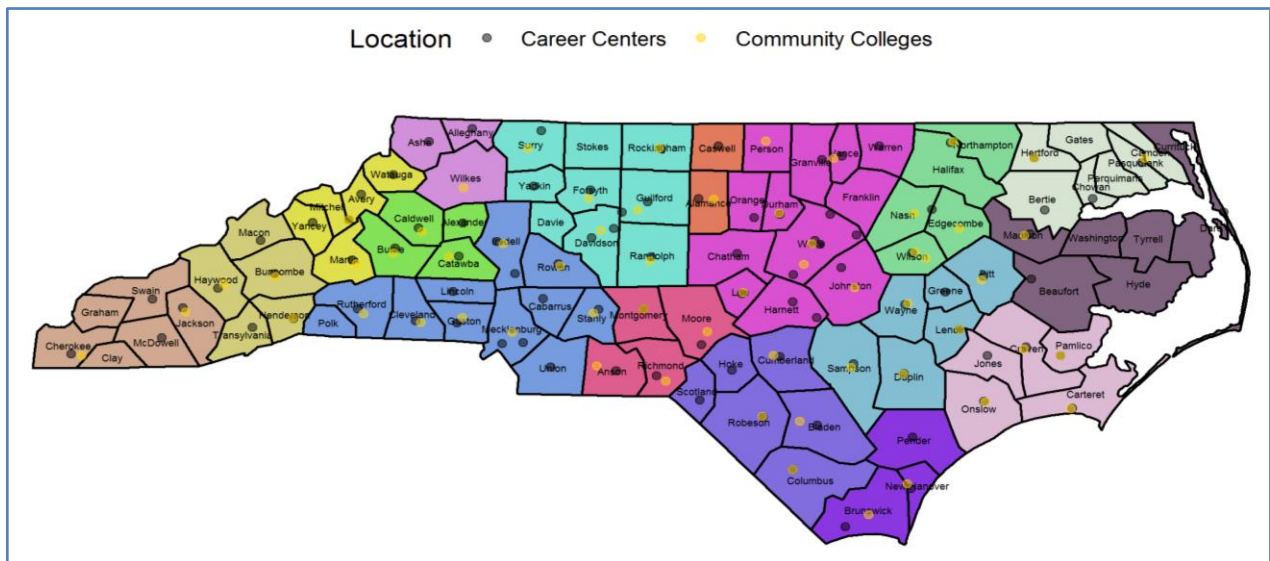 Location Career Centers Community Colleges
Ashe
Alleghany
Surry
Stokes
Rockingham
Caswell
Person
Granville
Vance
Warren
Northampton
Halifax
Hertford
Gates
Camden
Currituck
Pasquotank
Perquimans
Chowan
Bertie
Watauga
Wilkes
Yadkin
Forsyth
Guilford
Alamance
Orange
Durham
Franklin
Nash
Edgecombe
Martin
Washington
Tyrrell
Dare
Avery
Mitchell
Yancey
Caldwell
Alexander
Iredell
Davie
Davidson
Randolph
Chatham
Wake
Wilson
Pitt
Beaufort
Hyde
Macon
Haywood
Buncombe
Martin
Burke
Catawba
Rowan
Lee
Harnett
Johnston
Wayne
Greene
Lenoir
Swain
Graham
Jackson
McDowell
Cherokee
Clay
Transylvania
Henderson
Polk
Rutherford
Cleveland
Lincoln
Gaston
Mecklenburg
Cabarrus
Stanly
Montgomery
Moore
Union
Anson
Richmond
Scotland
Hoke
Cumberland
Sampson
Duplin
Jones
Craven
Pamlico
Onslow
Carteret
Robeson
Bladen
Columbus
Pender
New Hanover
Brunswick